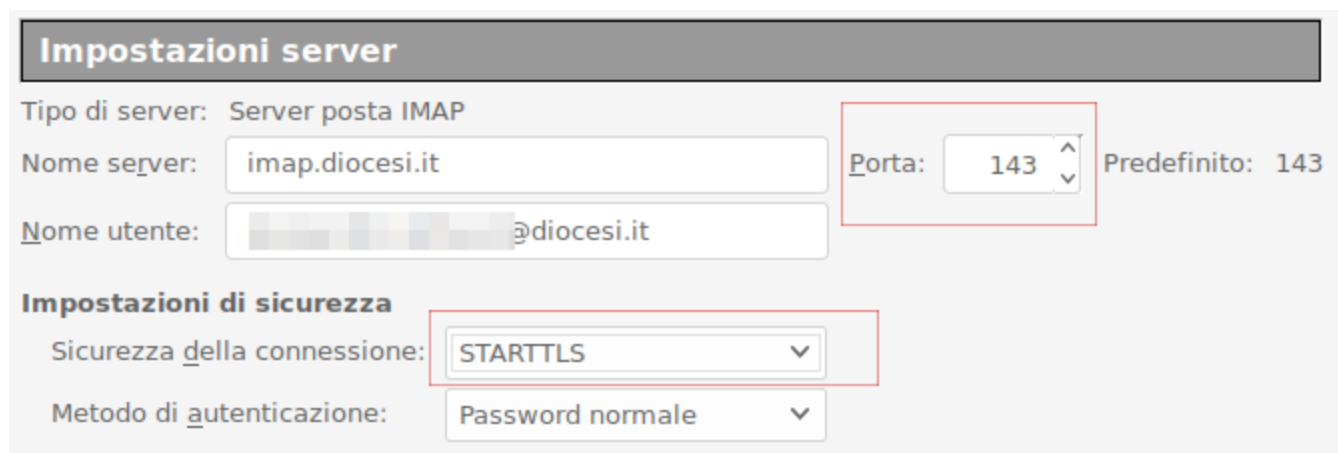 Impostazioni server
Tipo di server: Server posta IMAP
Nome server: imap.diocesi.it Porta: 143 Predefinito: 143
Nome utente: @diocesi.it
Impostazioni di sicurezza
Sicurezza della connessione: STARTTLS
Metodo di autenticazione: Password normale